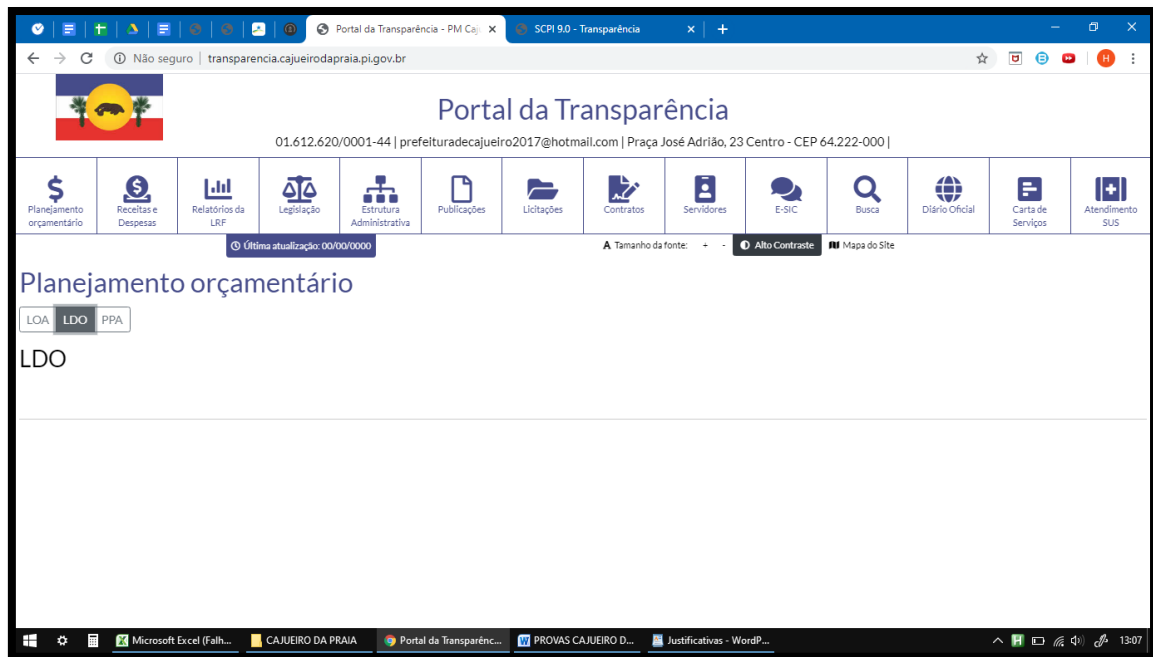 Portal da Transparência - PM Caj
SCPI 9.0 - Transparência
Não seguro | transparencia.cajueirodapraia.pi.gov.br
H
Portal da Transparência
01.612.620/0001-44 | prefeituradecajueiro2017@hotmail.com | Praça José Adrião, 23 Centro - CEP 64.222-000 |
Planejamento orçamentário
Receitas e Despesas
Relatórios da LRF
Legislação
Estrutura Administrativa
Publicações
Licitações
Contratos
Servidores
E-SIC
Busca
Diário Oficial
Carta de Serviços
Atendimento SUS
Última atualização: 00/00/0000
A Tamanho da fonte: + - Alto Contraste Mapa do Site
Planejamento orçamentário
LOA LDO PPA
LDO
Microsoft Excel (Falh... CAJUEIRO DA PRAIA Portal da Transparênc... PROVAS CAJUEIRO D... Justificativas - WordP... 13:07